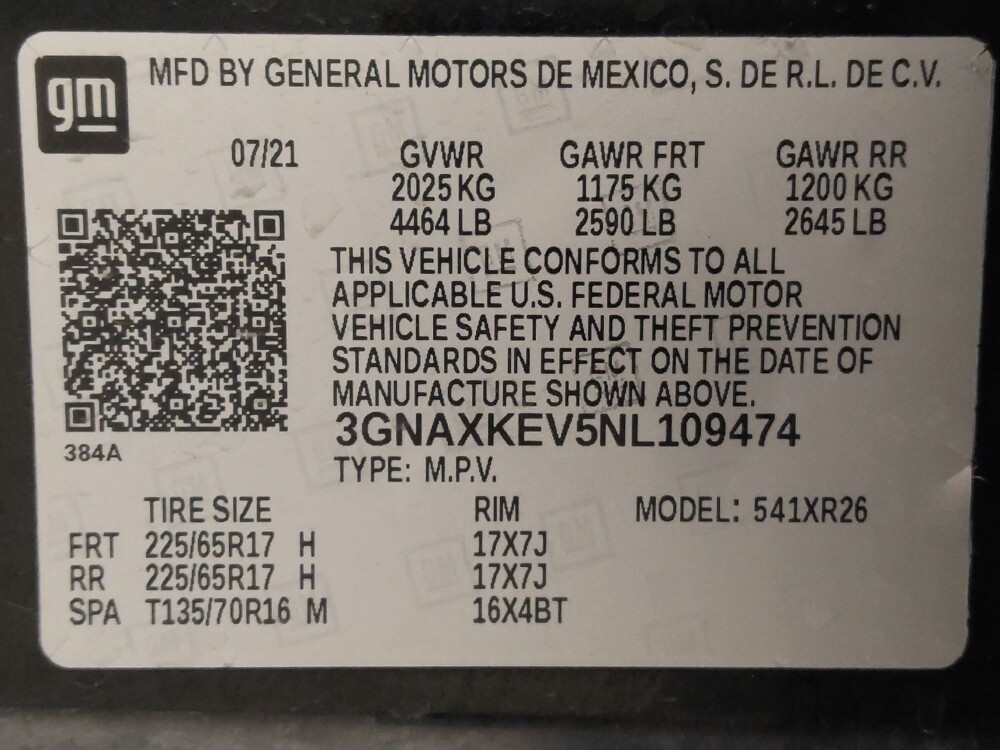 gm
MFD BY GENERAL MOTORS DE MEXICO, S. DE R.L. DE C.V.
07/21 GVWR GAWR FRT GAWR RR
2025 KG 1175 KG 1200 KG
4464 LB 2590 LB 2645 LB
THIS VEHICLE CONFORMS TO ALL
APPLICABLE U.S. FEDERAL MOTOR
VEHICLE SAFETY AND THEFT PREVENTION
STANDARDS IN EFFECT ON THE DATE OF
MANUFACTURE SHOWN ABOVE.
3GNAXKEV5NL109474
384A
TYPE: M.P.V.
TIRE SIZE RIM MODEL: 541XR26
FRT 225/65R17 H 17X7J
RR 225/65R17 H 17X7J
SPA T135/70R16 M 16X4BT